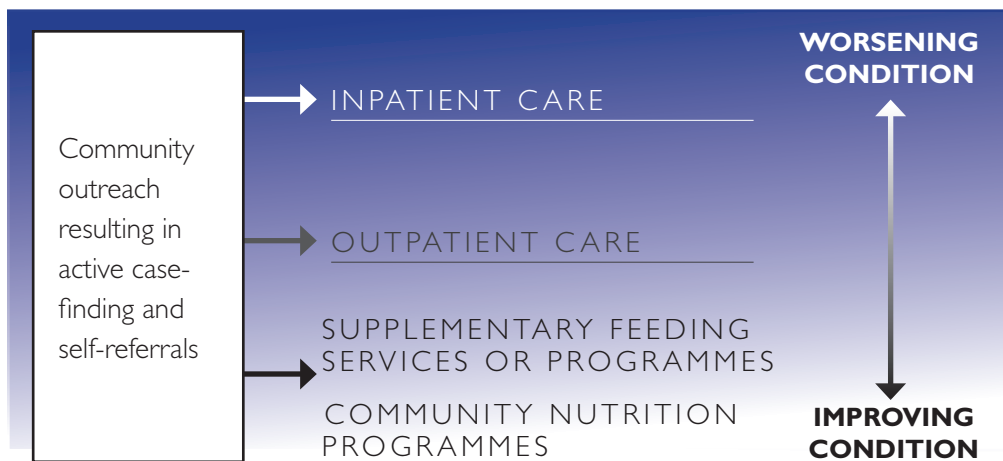 Community
outreach
resulting in
active case-
finding and
self-referrals
INPATIENT CARE
OUTPATIENT CARE
SUPPLEMENTARY FEEDING
SERVICES OR PROGRAMMES
COMMUNITY NUTRITION
PROGRAMMES
WORSENING
CONDITION
IMPROVING
CONDITION